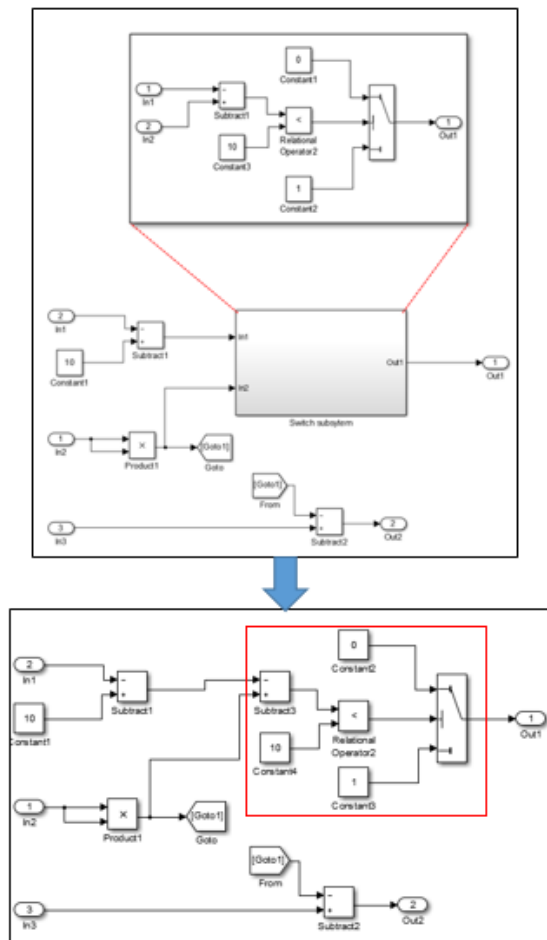 0
Constant1
1
In1
−
+
Subtract1
2
In2
<
Relational
Operator2
10
Constant3
1
Out1
1
Constant2
2
In1
−
+
Subtract1
10
Constant1
In1
In2
Out1
1
Out1
Switch subsyterm
1
In2
×
Product1
[Goto1]
Goto
[Goto1]
From
3
In3
−
+
Subtract2
2
Out2
0
Constant2
2
In1
−
+
Subtract1
−
+
Subtract3
10
Constant1
<
Relational
Operator2
10
Constant4
1
Out1
1
Constant3
1
In2
×
Product1
[Goto1]
Goto
[Goto1]
From
3
In3
−
+
Subtract2
2
Out2